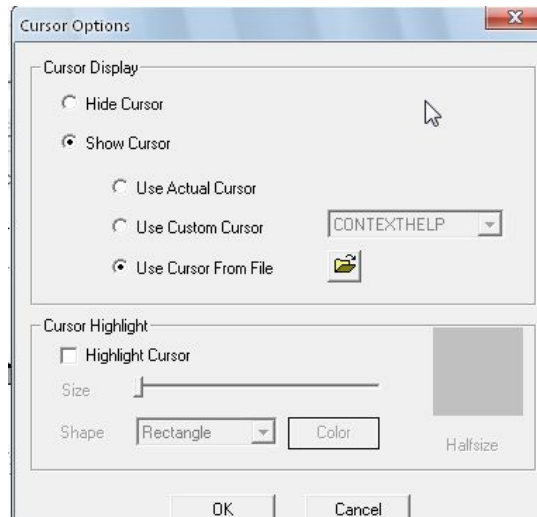 Cursor Options
Cursor Display
Hide Cursor
Show Cursor
Use Actual Cursor
Use Custom Cursor CONTEXTHELP
Use Cursor From File
Cursor Highlight
Highlight Cursor
Size
Shape Rectangle Color
Halfsize
OK Cancel